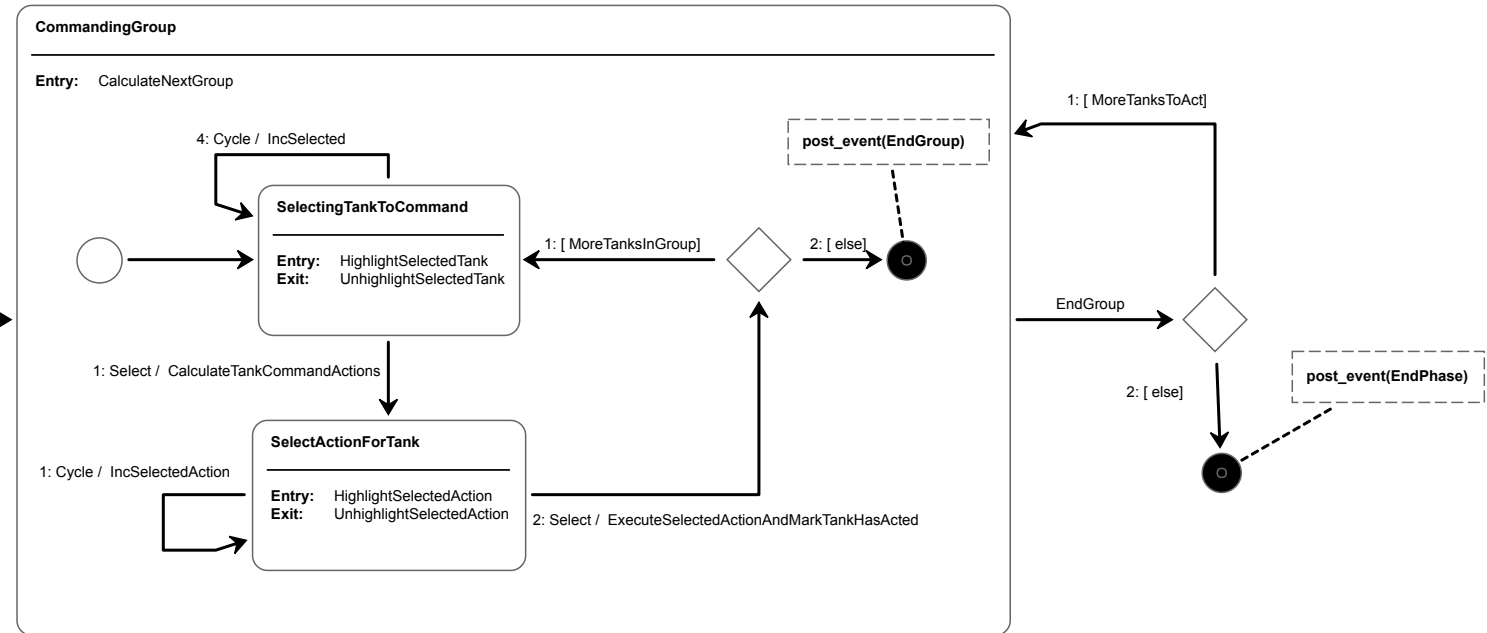 CommandingGroup
Entry: CalculateNextGroup
1: [ MoreTanksToAct]
4: Cycle / IncSelected
post_event(EndGroup)
SelectingTankToCommand
Entry: HighlightSelectedTank
Exit: UnhighlightSelectedTank
1: [ MoreTanksInGroup]
2: [ else]
EndGroup
1: Select / CalculateTankCommandActions
post_event(EndPhase)
2: [ else]
SelectActionForTank
1: Cycle / IncSelectedAction
Entry: HighlightSelectedAction
Exit: UnhighlightSelectedAction
2: Select / ExecuteSelectedActionAndMarkTankHasActed